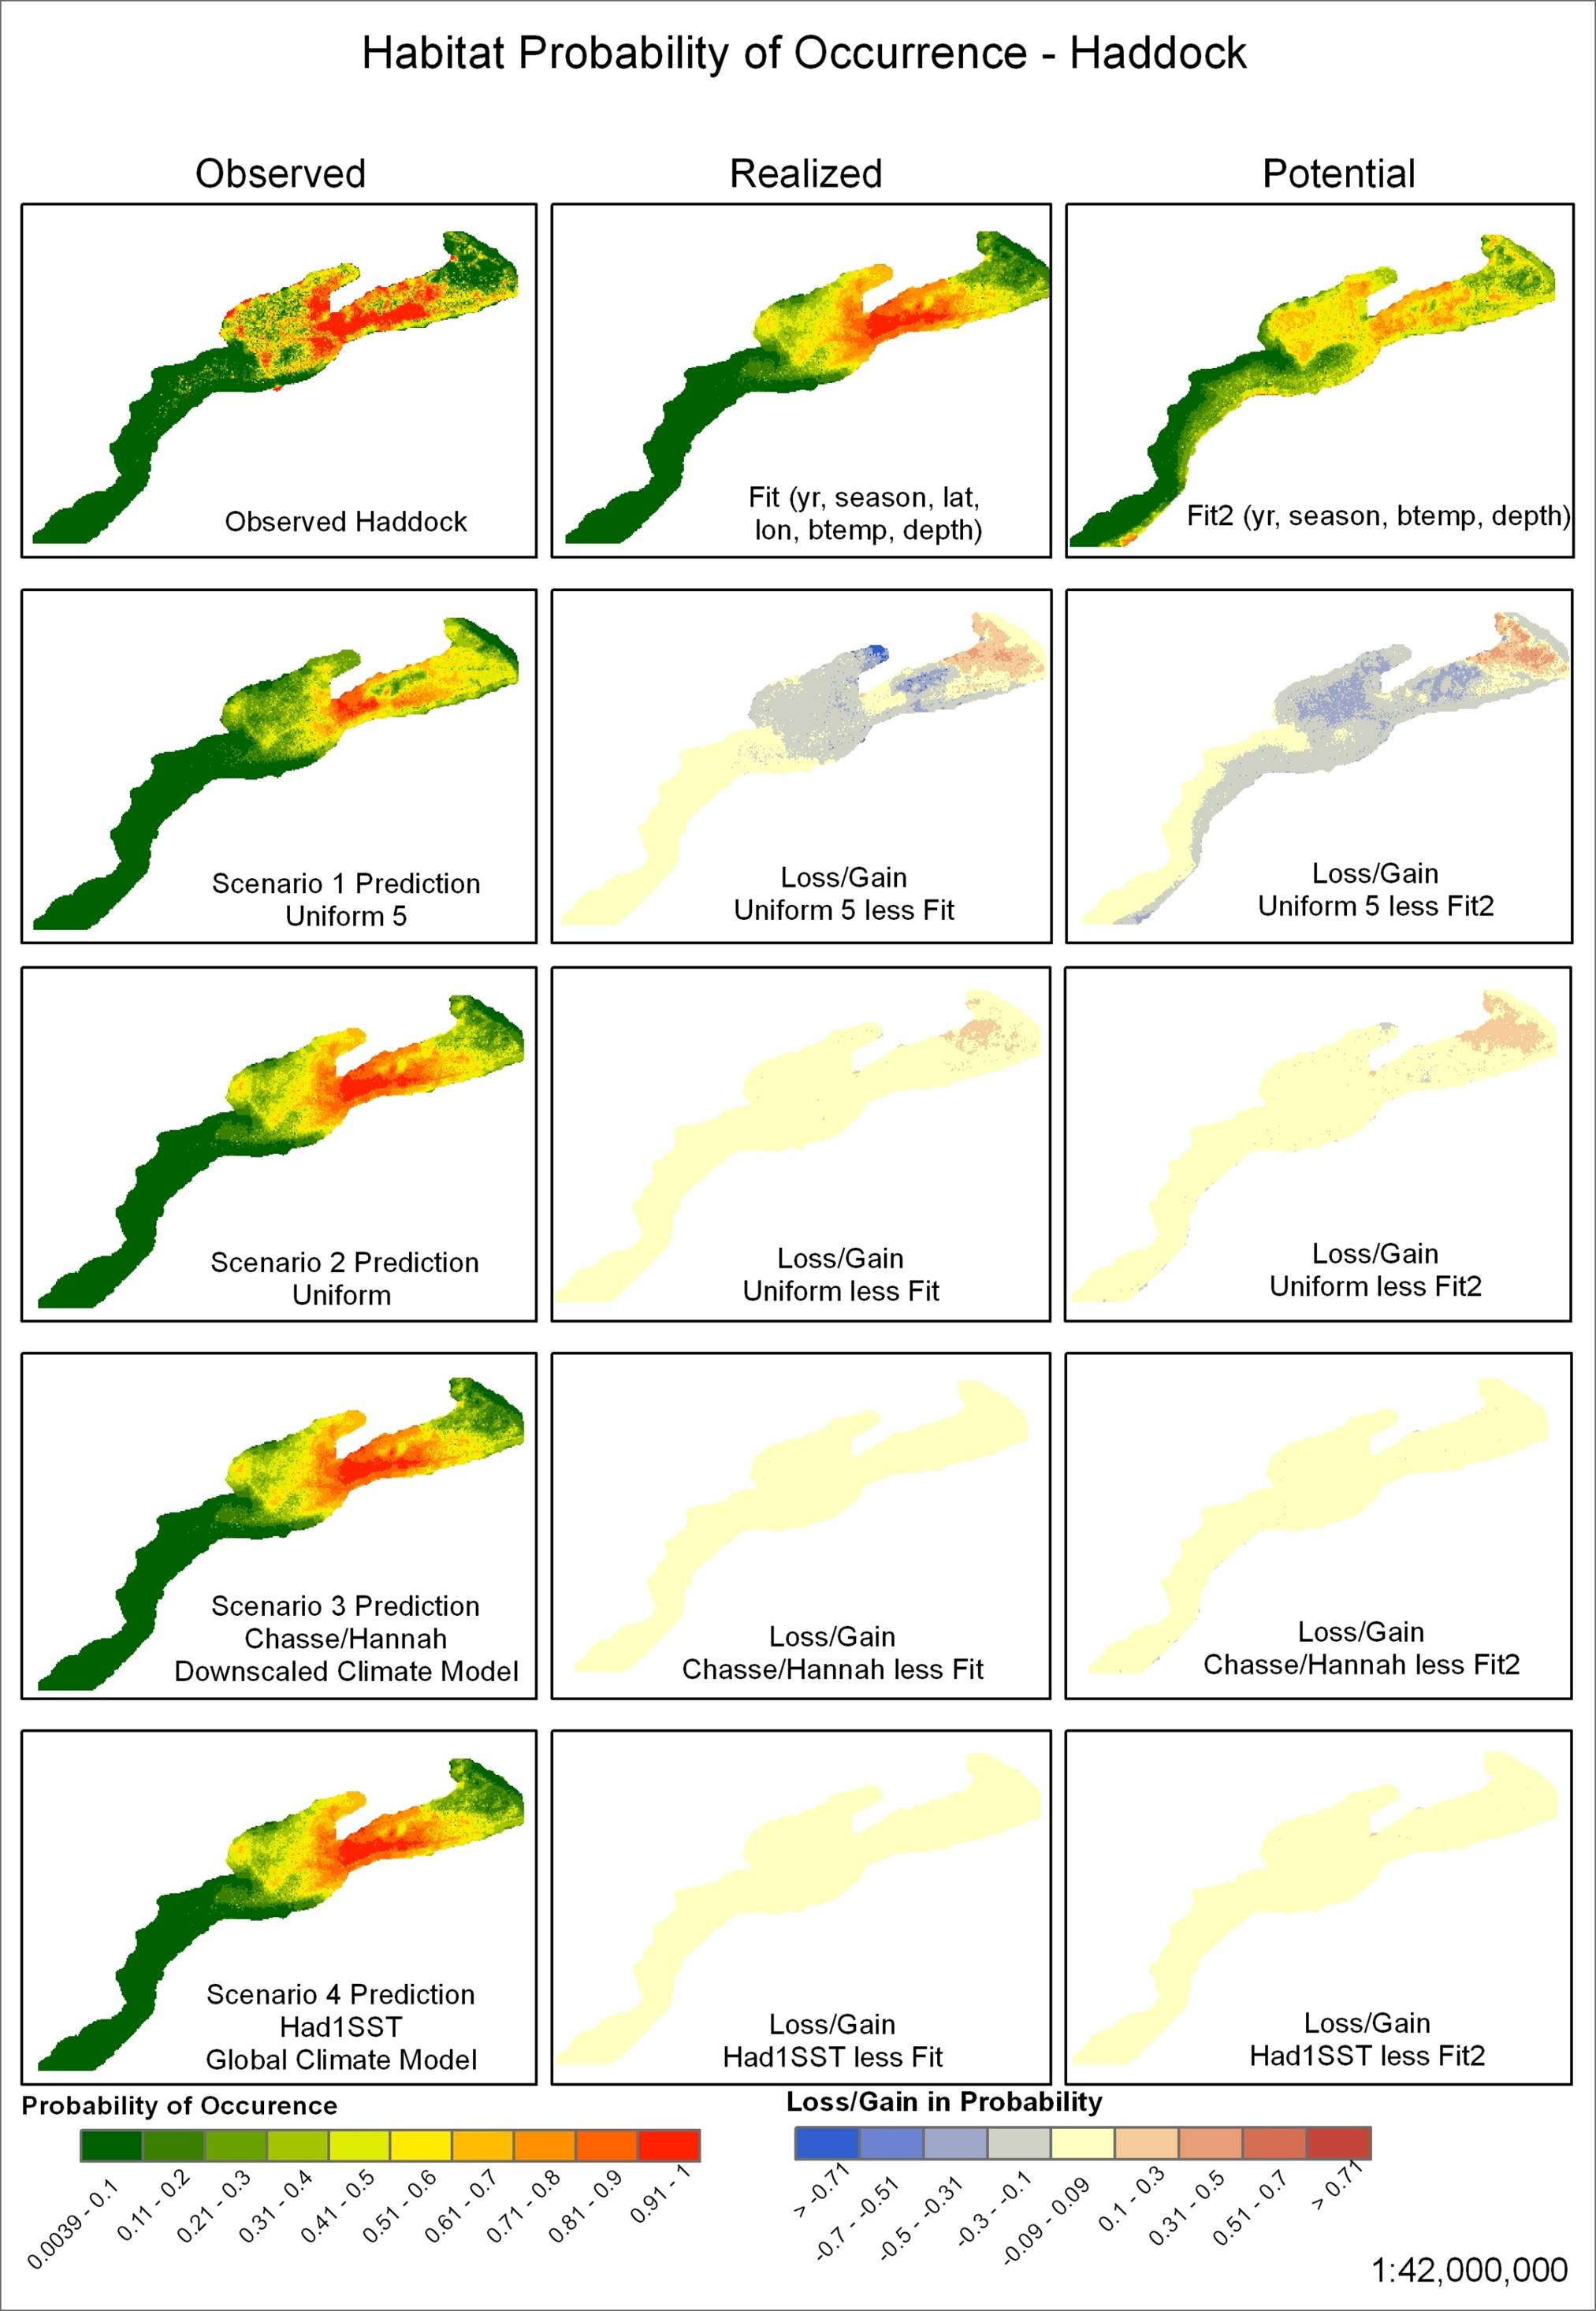 Habitat Probability of Occurrence - Haddock
Observed
Realized
Potential
Observed Haddock
Fit (yr, season, lat,
lon, btemp, depth)
Fit2 (yr, season, btemp, depth)
Scenario 1 Prediction
Uniform 5
Loss/Gain
Uniform 5 less Fit
Loss/Gain
Uniform 5 less Fit2
Scenario 2 Prediction
Uniform
Loss/Gain
Uniform less Fit
Loss/Gain
Uniform less Fit2
Scenario 3 Prediction
Chasse/Hannah
Downscaled Climate Model
Loss/Gain
Chasse/Hannah less Fit
Loss/Gain
Chasse/Hannah less Fit2
Scenario 4 Prediction
Had1SST
Global Climate Model
Loss/Gain
Had1SST less Fit
Loss/Gain
Had1SST less Fit2
Probability of Occurence
0.0039 - 0.1
0.11 - 0.2
0.21 - 0.3
0.31 - 0.4
0.41 - 0.5
0.51 - 0.6
0.61 - 0.7
0.71 - 0.8
0.81 - 0.9
0.91 - 1
Loss/Gain in Probability
> -0.71
-0.7 - -0.51
-0.5 - -0.31
-0.3 - -0.1
-0.09 - 0.09
0.1 - 0.3
0.31 - 0.5
0.51 - 0.7
> 0.71
1:42,000,000